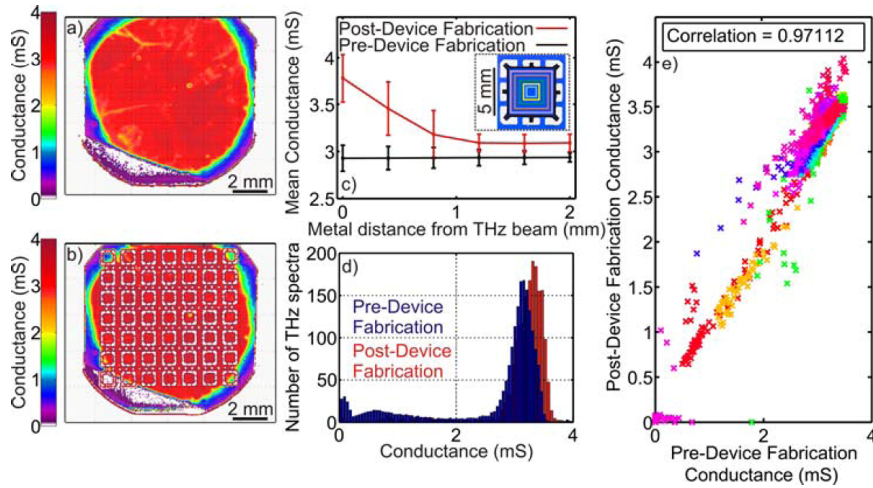 Conductance (mS)
4
3
2
1
0
a)
2 mm
Conductance (mS)
4
3
2
1
0
b)
2 mm
Mean Conductance (mS)
4
3.5
3
2.5
Post-Device Fabrication
Pre-Device Fabrication
5 mm
c)
0
1
2
Metal distance from THz beam (mm)
Number of THz spectra
200
150
100
50
0
d)
Pre-Device
Fabrication
Post-Device
Fabrication
0
2
4
Conductance (mS)
Correlation = 0.97112
e)
Post-Device Fabrication Conductance (mS)
4
3
2
1
0
0
1
2
3
4
Pre-Device Fabrication
Conductance (mS)